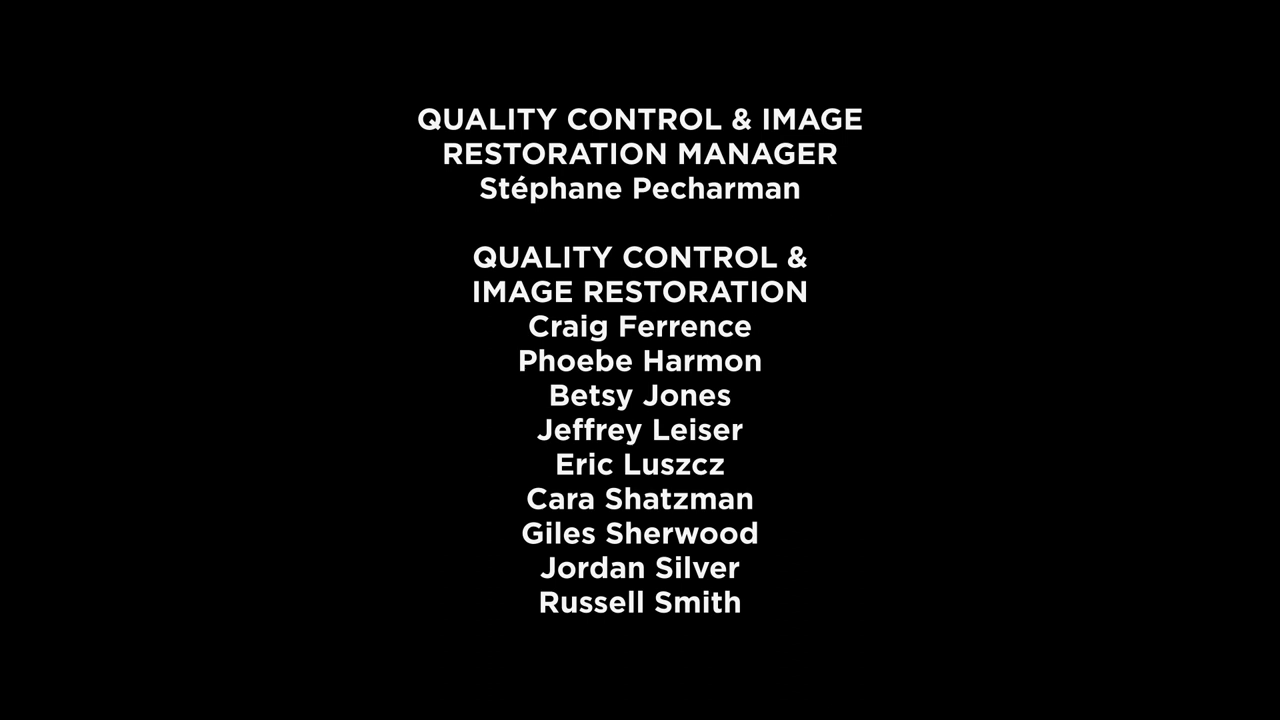 QUALITY CONTROL & IMAGE
RESTORATION MANAGER
Stéphane Pecharman
QUALITY CONTROL &
IMAGE RESTORATION
Craig Ferrence
Phoebe Harmon
Betsy Jones
Jeffrey Leiser
Eric Luszcz
Cara Shatzman
Giles Sherwood
Jordan Silver
Russell Smith